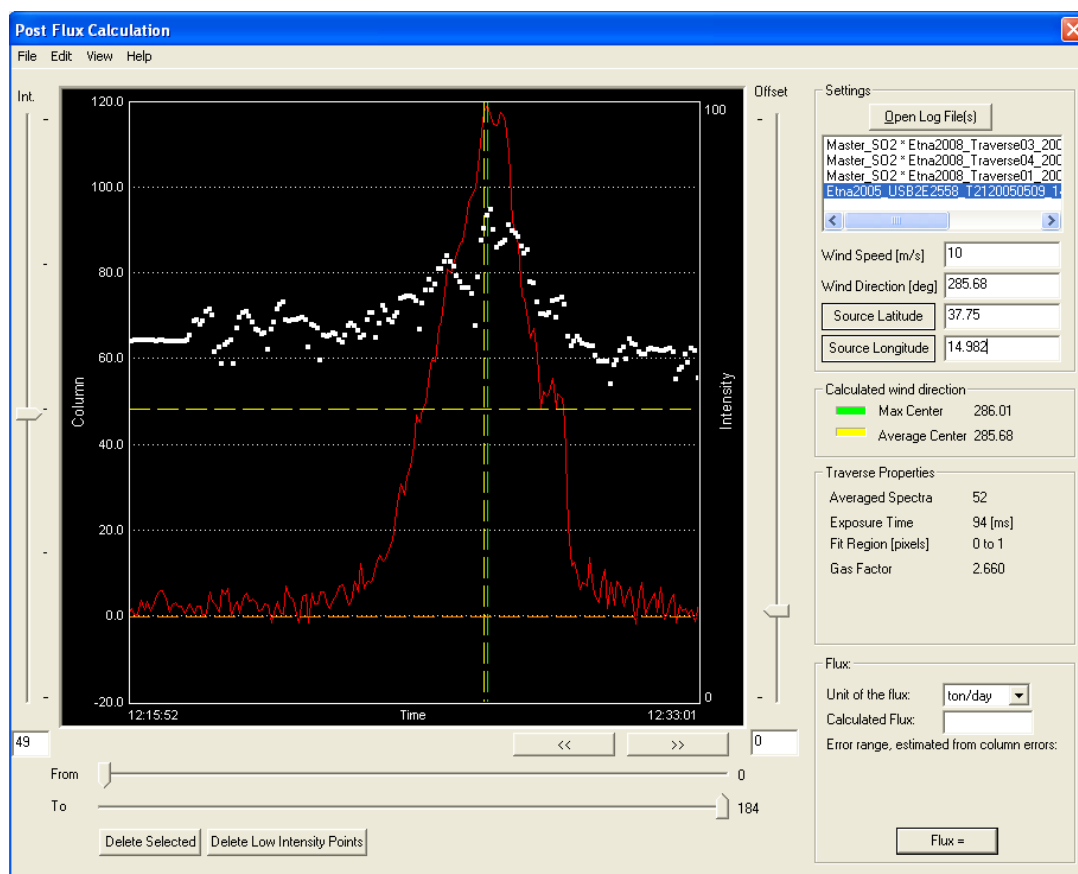 Post Flux Calculation
File Edit View Help
Int.
120.0
100.0
80.0
60.0
40.0
20.0
0.0
-20.0
Column
12:15:52
Time
12:33:01
100
0
Intensity
Offset
49
<<
>>
0
From
0
To
184
Delete Selected
Delete Low Intensity Points
Settings
Open Log File(s)
Master_SO2 * Etna2008_Traverse03_200
Master_SO2 * Etna2008_Traverse04_200
Master_SO2 * Etna2008_Traverse01_200
Etna2005_USB2E2558_T2120050509_14
Wind Speed [m/s] 10
Wind Direction [deg] 285.68
Source Latitude 37.75
Source Longitude 14.982
Calculated wind direction
Max Center 286.01
Average Center 285.68
Traverse Properties
Averaged Spectra 52
Exposure Time 94 [ms]
Fit Region [pixels] 0 to 1
Gas Factor 2.660
Flux:
Unit of the flux: ton/day
Calculated Flux:
Error range, estimated from column errors:
Flux =